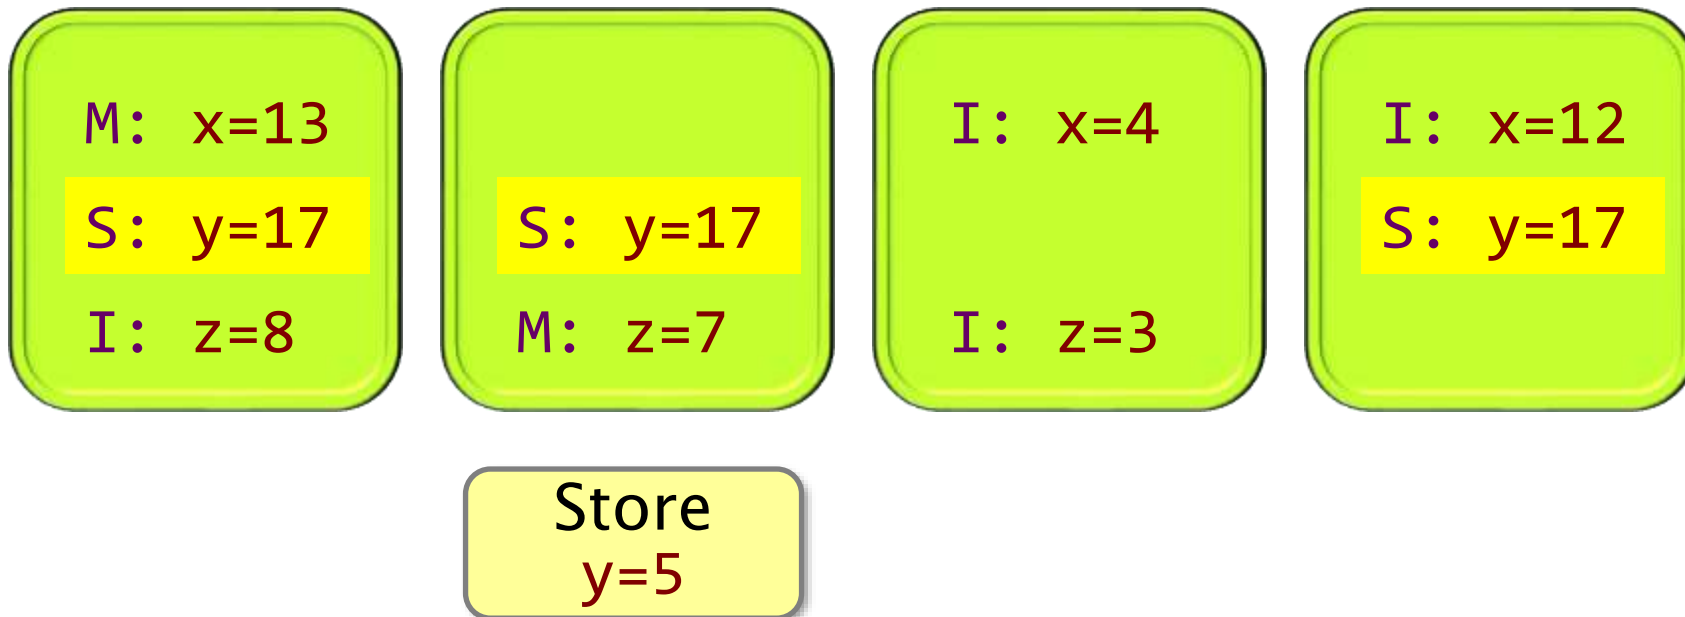 M: x=13
S: y=17
I: z=8
S: y=17
M: z=7
I: x=4
I: z=3
I: x=12
S: y=17
Store
y=5